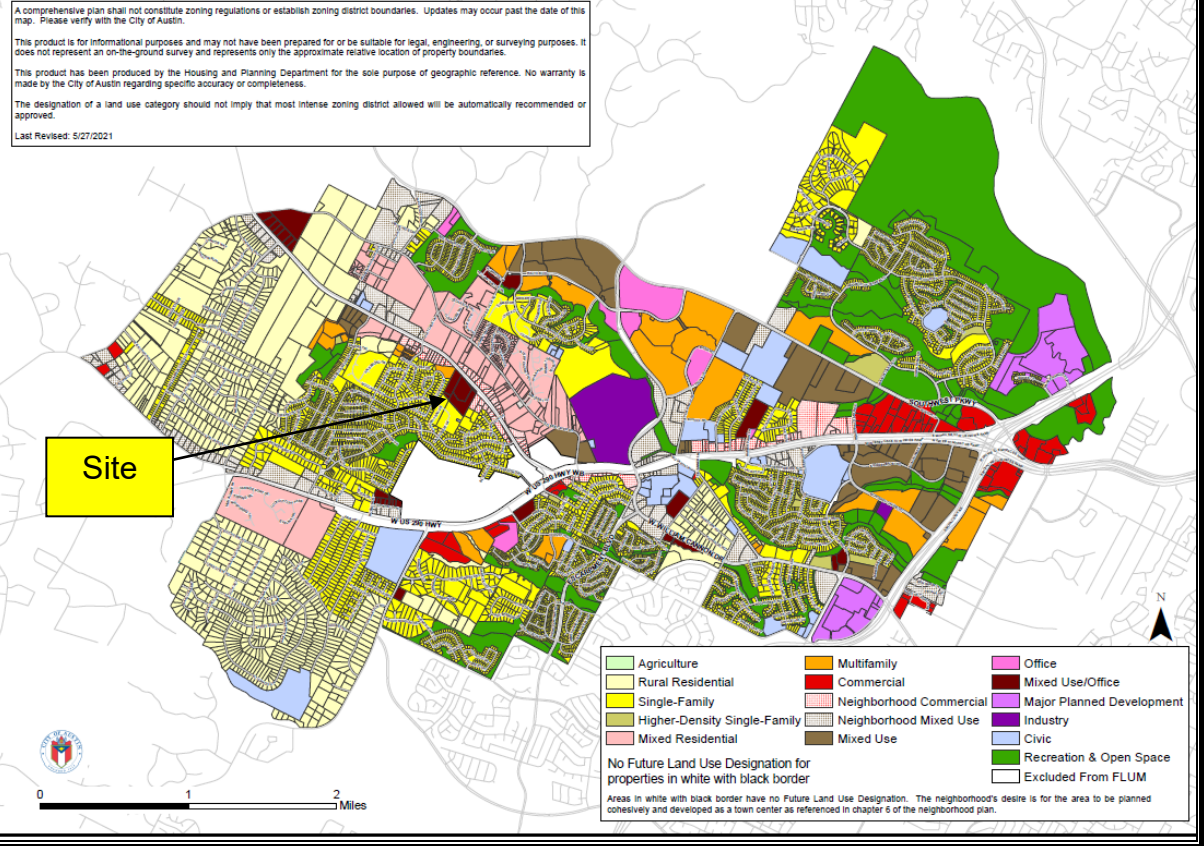 A comprehensive plan shall not constitute zoning regulations or establish zoning district boundaries. Updates may occur past the date of this
map. Please verify with the City of Austin.
This product is for informational purposes and may not have been prepared for or be suitable for legal, engineering, or surveying purposes. It
does not represent an on-the-ground survey and represents only the approximate relative location of property boundaries.
This product has been produced by the Housing and Planning Department for the sole purpose of geographic reference. No warranty is
made by the City of Austin regarding specific accuracy or completeness.
The designation of a land use category should not imply that most intense zoning district allowed will be automatically recommended or
approved.
Last Revised: 5/27/2021
SOUTHWEST PKWY
Site
W US 290 HWY WB
W US 290 HWY
W WILLIAM CANNON DR
N
Agriculture
Rural Residential
Single-Family
Higher-Density Single-Family
Mixed Residential
Multifamily
Commercial
Neighborhood Commercial
Neighborhood Mixed Use
Mixed Use
Office
Mixed Use/Office
Major Planned Development
Industry
Civic
Recreation & Open Space
Excluded From FLUM
No Future Land Use Designation for
properties in white with black border
Areas in white with black border have no Future Land Use Designation. The neighborhood's desire is for the area to be planned
cohesively and developed as a town center as referenced in chapter 6 of the neighborhood plan.
CITY OF AUSTIN
0 1 2
Miles